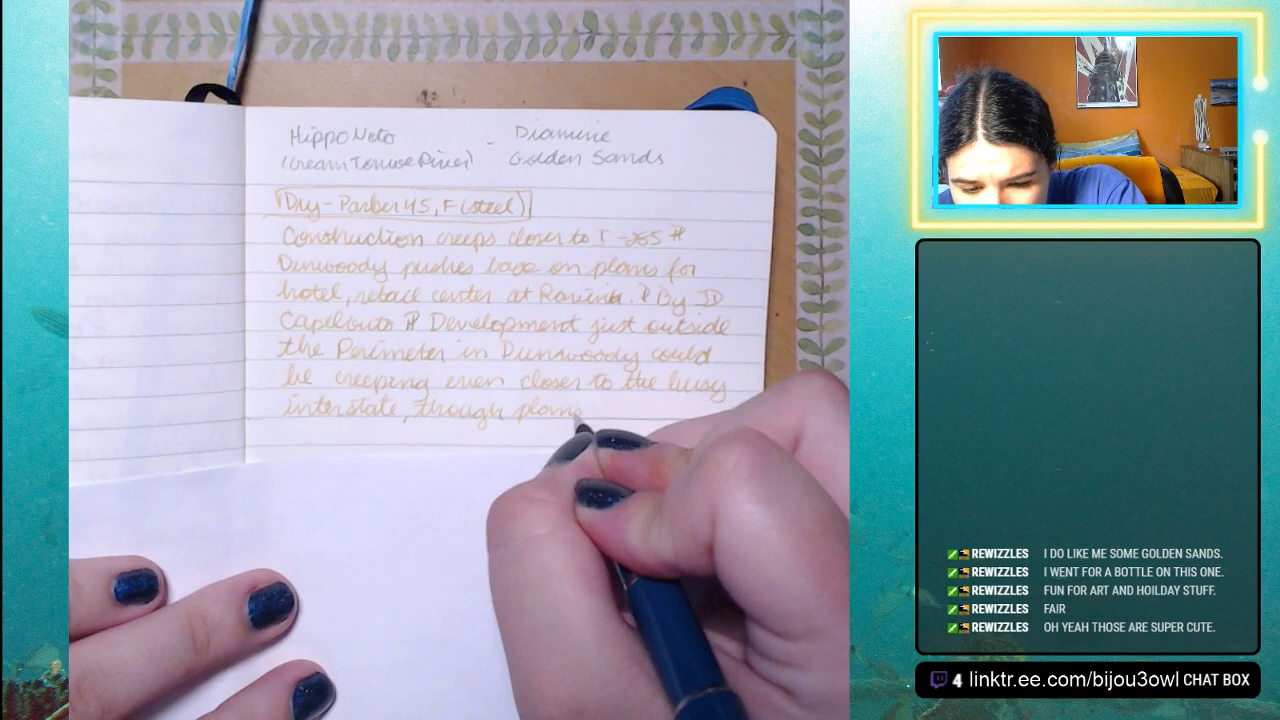 Hippo Noto - Diamine
(Cream Tomoe River) Golden Sands
Dry - Parker 45, F (steel)
Construction creeps closer to I-285 #
Dunwoody pushes back on plans for
hotel, retail center at Ravinia. # By JD
Capelouto # Development just outside
the Perimeter in Dunwoody could
be creeping even closer to the busy
interstate, though plans
REWIZZLES I DO LIKE ME SOME GOLDEN SANDS.
REWIZZLES I WENT FOR A BOTTLE ON THIS ONE.
REWIZZLES FUN FOR ART AND HOILDAY STUFF.
REWIZZLES FAIR
REWIZZLES OH YEAH THOSE ARE SUPER CUTE.
4 linktr.ee.com/bijou3owl CHAT BOX